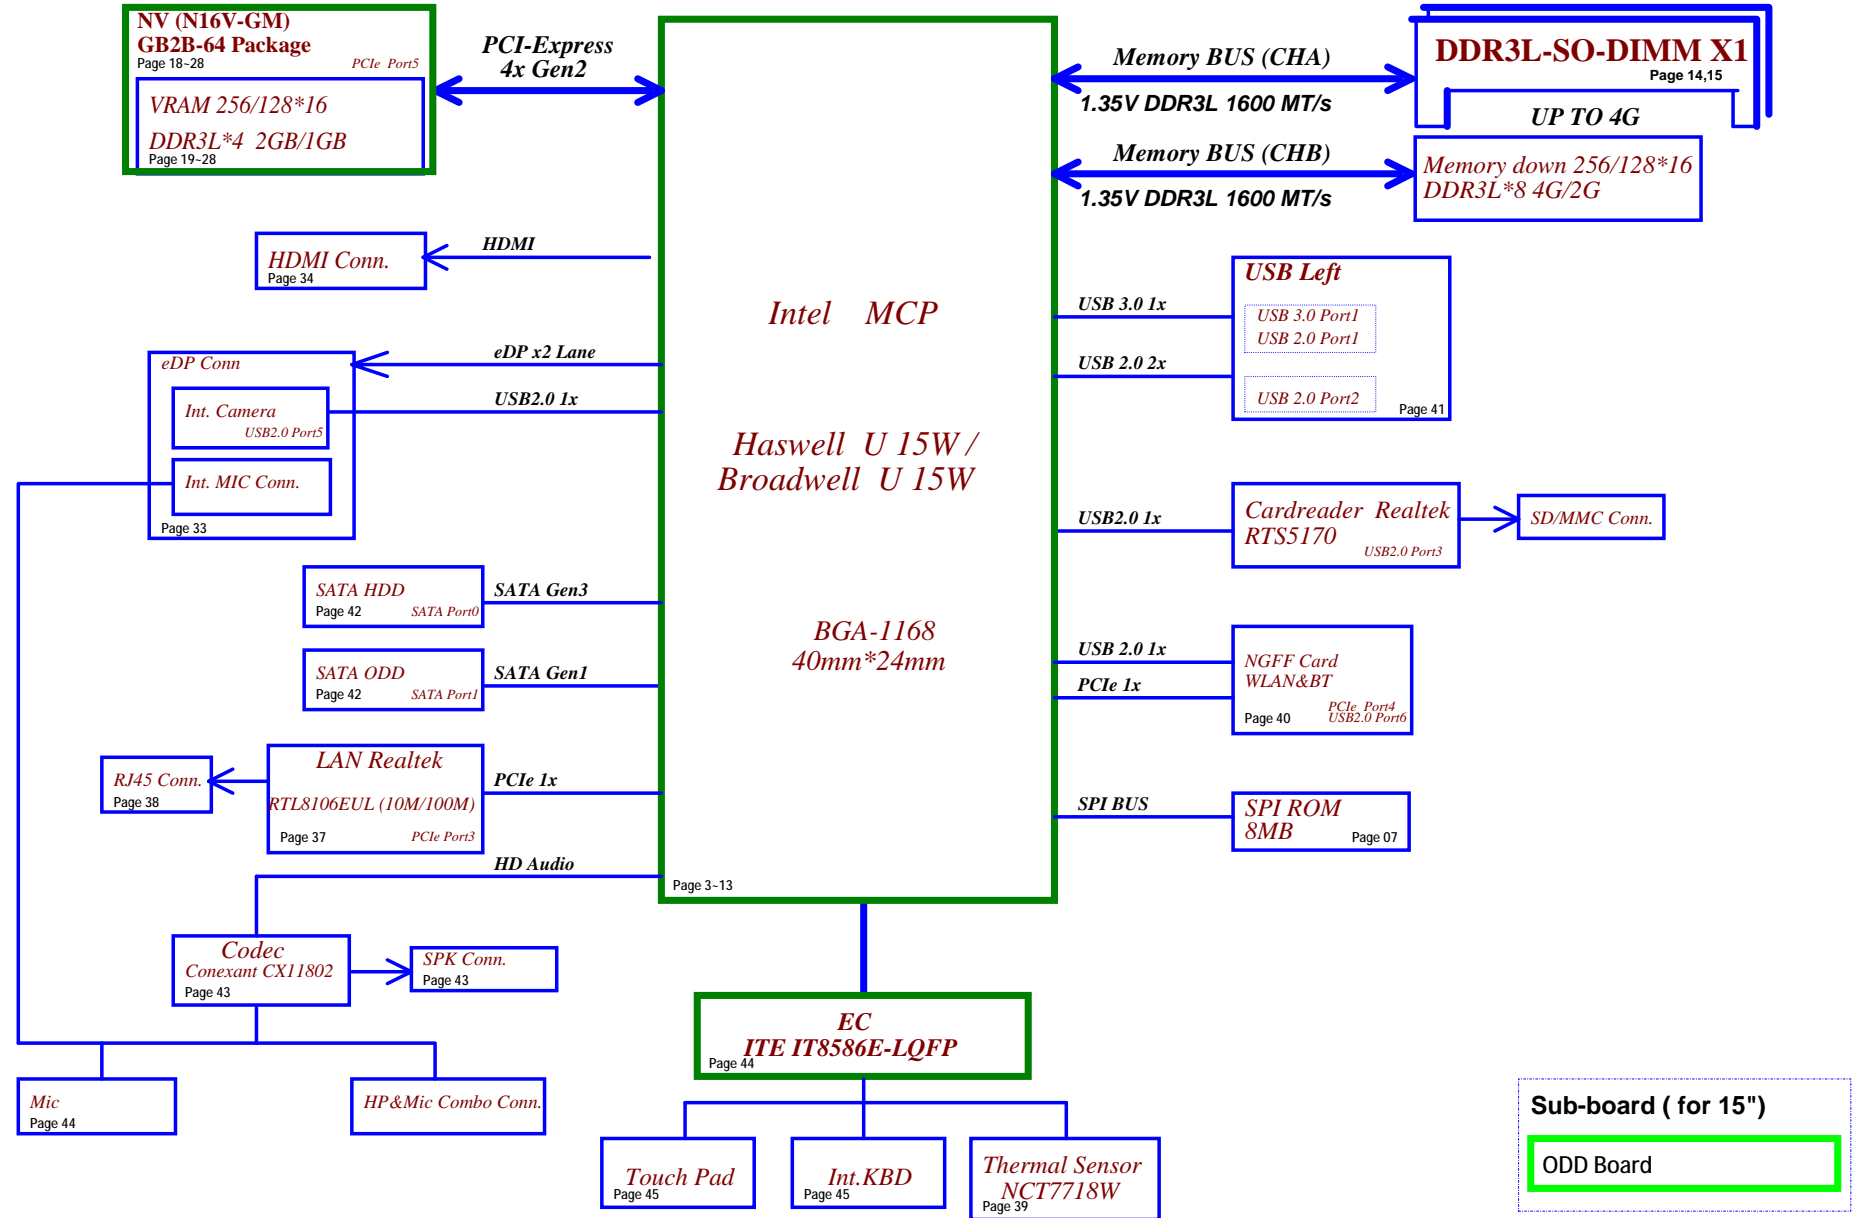 NV (N16V-GM)
GB2B-64 Package
Page 18~28
PCIe Port5
VRAM 256/128*16
DDR3L*4 2GB/1GB
Page 19~28
PCI-Express
4x Gen2
Memory BUS (CHA)
1.35V DDR3L 1600 MT/s
DDR3L-SO-DIMM X1
Page 14,15
UP TO 4G
Memory BUS (CHB)
1.35V DDR3L 1600 MT/s
Memory down 256/128*16
DDR3L*8 4G/2G
HDMI Conn.
Page 34
HDMI
Intel MCP
Haswell U 15W /
Broadwell U 15W
BGA-1168
40mm*24mm
Page 3~13
USB 3.0 1x
USB 2.0 2x
USB Left
USB 3.0 Port1
USB 2.0 Port1
USB 2.0 Port2
Page 41
eDP Conn
eDP x2 Lane
Int. Camera
USB2.0 Port5
USB2.0 1x
Int. MIC Conn.
Page 33
USB2.0 1x
Cardreader Realtek
RTS5170
USB2.0 Port3
SD/MMC Conn.
SATA HDD
Page 42
SATA Port0
SATA Gen3
SATA ODD
Page 42
SATA Port1
SATA Gen1
USB 2.0 1x
PCIe 1x
NGFF Card
WLAN&BT
PCIe Port4
USB2.0 Port6
Page 40
RJ45 Conn.
Page 38
LAN Realtek
RTL8106EUL (10M/100M)
Page 37
PCIe Port3
PCIe 1x
SPI BUS
SPI ROM
8MB
Page 07
HD Audio
Codec
Conexant CX11802
Page 43
SPK Conn.
Page 43
EC
ITE IT8586E-LQFP
Page 44
Mic
Page 44
HP&Mic Combo Conn.
Touch Pad
Page 45
Int.KBD
Page 45
Thermal Sensor
NCT7718W
Page 39
Sub-board ( for 15")
ODD Board